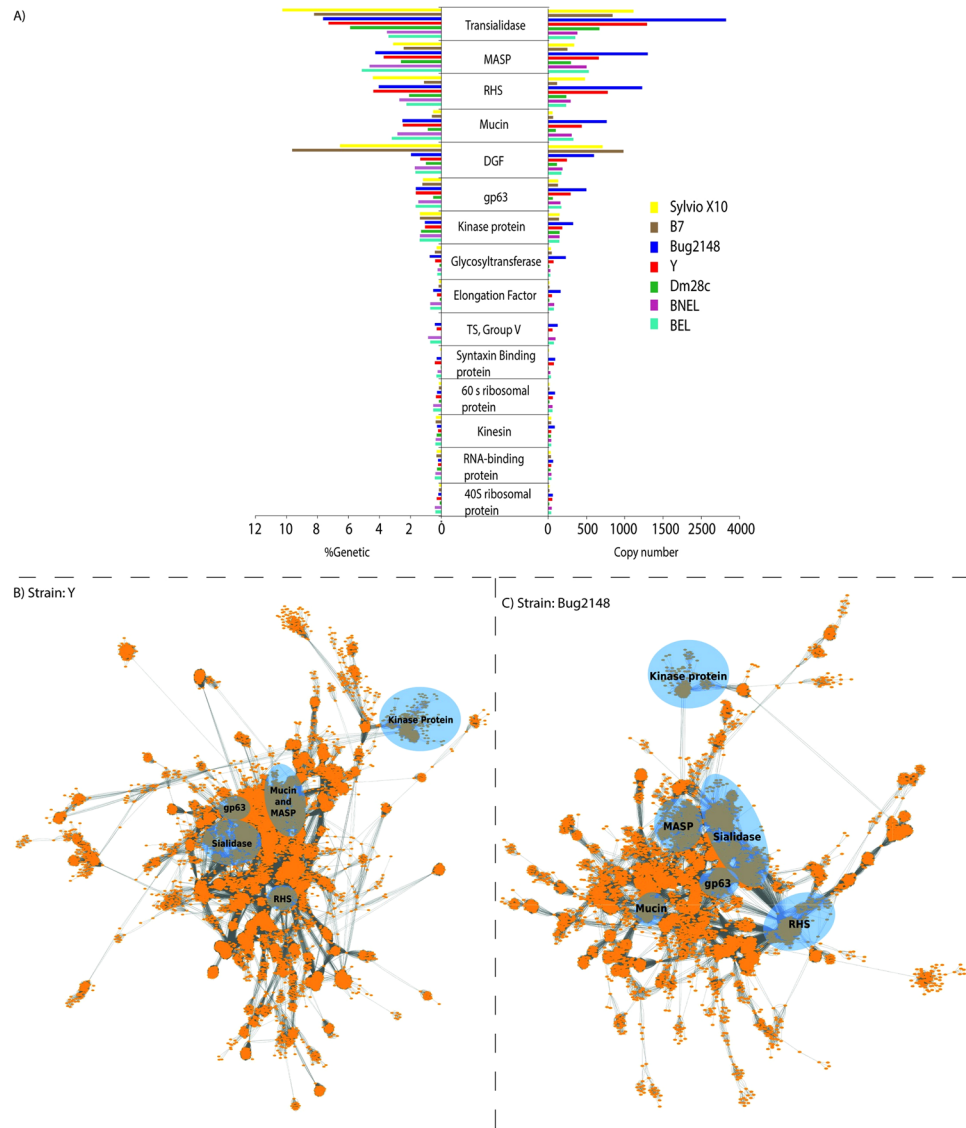 A)
Transialidase
MASP
RHS
Mucin
DGF
gp63
Kinase protein
Glycosyltransferase
Elongation Factor
TS, Group V
Syntaxin Binding
protein
60 s ribosomal
protein
Kinesin
RNA-binding
protein
40S ribosomal
protein
12 10 8 6 4 2 0 0 500 1000 1500 2500 4000
%Genetic Copy number
Sylvio X10
B7
Bug2148
Y
Dm28c
BNEL
BEL
B) Strain: Y
Kinase Protein
Mucin
and
MASP
gp63
Sialidase
RHS
C) Strain: Bug2148
Kinase protein
MASP
Sialidase
gp63
Mucin
RHS